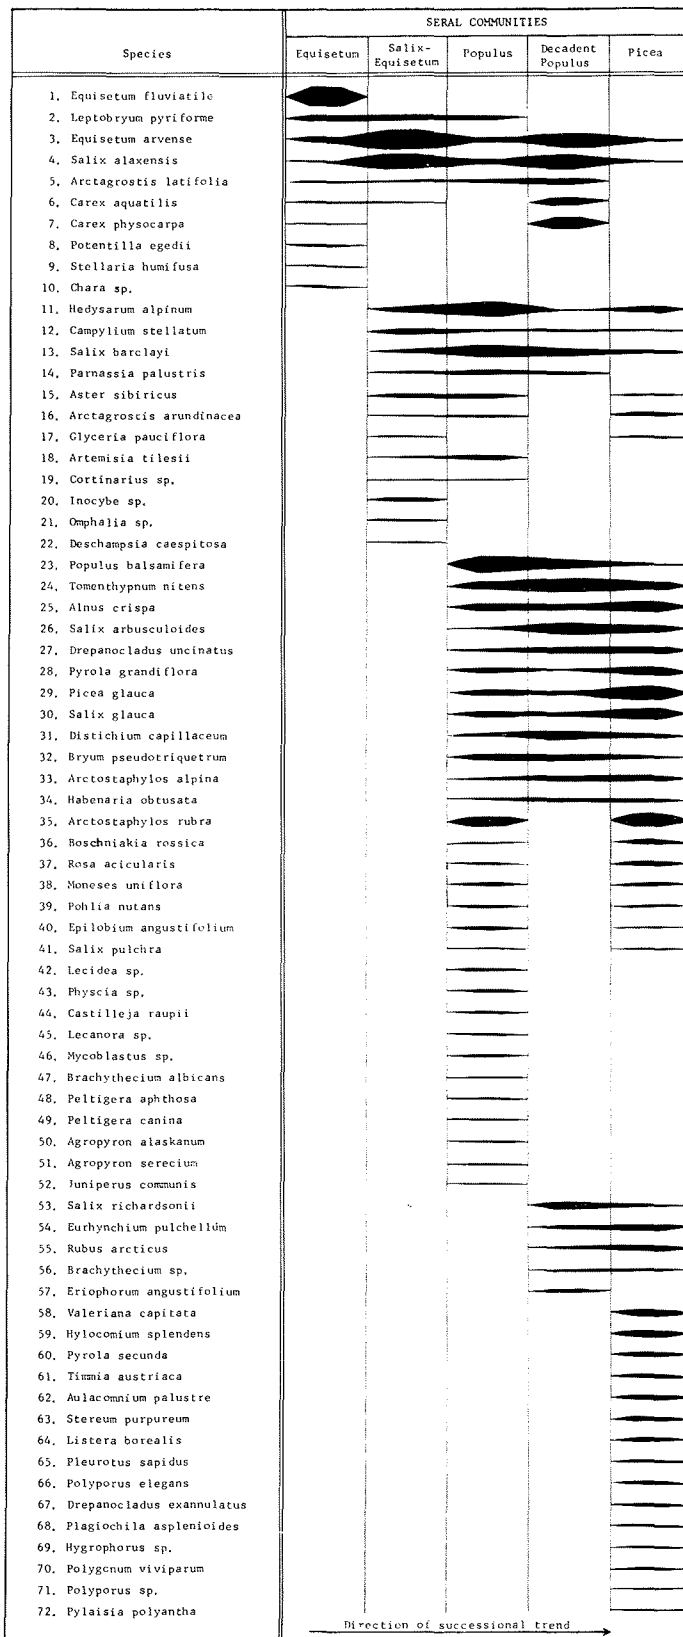 SERAL COMMUNITIES
Species Equisetum Salix-Equisetum Populus Decadent Populus Picea
1. Equisetum fluviatile
2. Leptobryum pyriforme
3. Equisetum arvense
4. Salix alaxensis
5. Arctagrostis latifolia
6. Carex aquatilis
7. Carex physocarpa
8. Potentilla egedii
9. Stellaria humifusa
10. Chara sp.
11. Hedysarum alpinum
12. Campylium stellatum
13. Salix barclayi
14. Parnassia palustris
15. Aster sibiricus
16. Arctagrostis arundinacea
17. Glyceria pauciflora
18. Artemisia tilesii
19. Cortinarius sp.
20. Inocybe sp.
21. Omphalia sp.
22. Deschampsia caespitosa
23. Populus balsamifera
24. Tomenthypnum nitens
25. Alnus crispa
26. Salix arbusculoides
27. Drepanocladus uncinatus
28. Pyrola grandiflora
29. Picea glauca
30. Salix glauca
31. Distichium capillaceum
32. Bryum pseudotriquetrum
33. Arctostaphylos alpina
34. Habenaria obtusata
35. Arctostaphylos rubra
36. Boschniakia rossica
37. Rosa acicularis
38. Moneses uniflora
39. Pohlia nutans
40. Epilobium angustifolium
41. Salix pulchra
42. Lecidea sp.
43. Physcia sp.
44. Castilleja raupii
45. Lecanora sp.
46. Mycoblastus sp.
47. Brachythecium albicans
48. Peltigera aphthosa
49. Peltigera canina
50. Agropyron alaskanum
51. Agropyron serecium
52. Juniperus communis
53. Salix richardsonii
54. Eurhynchium pulchellum
55. Rubus arcticus
56. Brachythecium sp.
57. Eriophorum angustifolium
58. Valeriana capitata
59. Hylocomium splendens
60. Pyrola secunda
61. Timmia austriaca
62. Aulacomnium palustre
63. Stereum purpureum
64. Listera borealis
65. Pleurotus sapidus
66. Polyporus elegans
67. Drepanocladus exannulatus
68. Plagiochila asplenioides
69. Hygrophorus sp.
70. Polygonum viviparum
71. Polyporus sp.
72. Pylaisia polyantha
Direction of successional trend